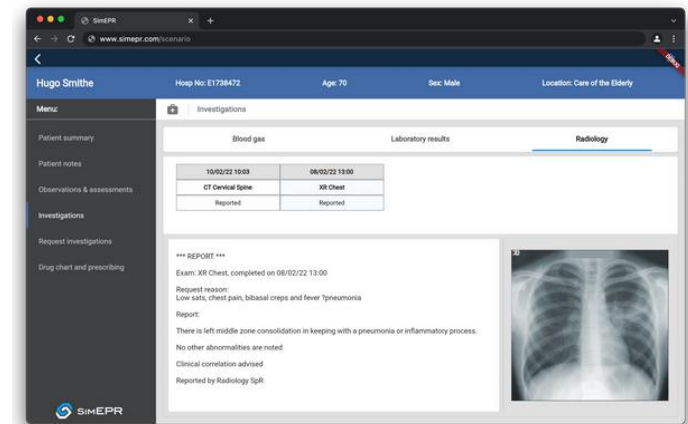 SimEPR
www.simepr.com/scenario
DEBUG
Hugo Smithe
Hosp No: E1738472
Age: 70
Sex: Male
Location: Care of the Elderly
Menu:
Investigations
Patient summary
Patient notes
Observations & assessments
Investigations
Request investigations
Drug chart and prescribing
SIMEPR
Blood gas
Laboratory results
Radiology
10/02/22 10:03
08/02/22 13:00
CT Cervical Spine
XR Chest
Reported
Reported
*** REPORT ***
Exam: XR Chest, completed on 08/02/22 13:00
Request reason:
Low sats, chest pain, bibasal creps and fever ?pneumonia
Report:
There is left middle zone consolidation in keeping with a pneumonia or inflammatory process.
No other abnormalities are noted
Clinical correlation advised
Reported by Radiology SpR